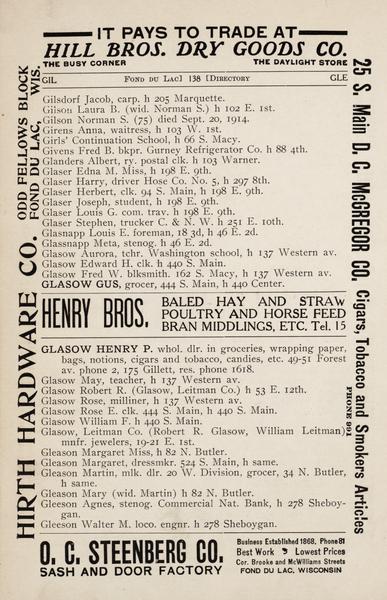 IT PAYS TO TRADE AT
HILL BROS. DRY GOODS CO.
THE BUSY CORNER THE DAYLIGHT STORE
GIL FOND DU LAC] 138 [DIRECTORY GLE
Gilsdorf Jacob, carp. h 205 Marquette.
Gilson Laura B. (wid. Norman S.) h 102 E. 1st.
Gilson Norman S. (75) died Sept. 20, 1914.
Girens Anna, waitress, h 103 W. 1st.
Girls' Continuation School, h 66 S. Macy.
Givens Fred B. bkpr. Gurney Refrigerator Co. h 88 4th.
Glanders Albert, ry. postal clk. h 103 Warner.
Glaser Edna M. Miss, h 198 E. 9th.
Glaser Harry, driver Hose Co. No. 5, h 297 8th.
Glaser Herbert, clk. 94 S. Main, h 198 E. 9th.
Glaser Joseph, student, h 198 E. 9th.
Glaser Louis G. com. trav. h 198 E. 9th.
Glaser Stephen, trucker C. & N. W. h 251 E. 10th.
Glasnapp Louis E. foreman, 18 3d, h 46 E. 2d.
Glassnapp Meta, stenog. h 46 E. 2d.
Glasow Aurora, tchr. Washington school, h 137 Western av.
Glasow Edward H. clk. h 440 S. Main.
Glasow Fred W. blksmith. 162 S. Macy, h 137 Western av.
GLASOW GUS, grocer, 444 S. Main, h 440 Center.
HENRY BROS.
BALED HAY AND STRAW
POULTRY AND HORSE FEED
BRAN MIDDLINGS, ETC. Tel. 15
GLASOW HENRY P. whol. dlr. in groceries, wrapping paper,
bags, notions, cigars and tobacco, candies, etc. 49-51 Forest
av. phone 2, 175 Gillett, res. phone 1618.
Glasow May, teacher, h 137 Western av.
Glasow Robert R. (Glasow, Leitman Co.) h 53 E. 12th.
Glasow Rose, milliner, h 137 Western av.
Glasow Rose E. clk. 444 S. Main, h 440 S. Main.
Glasow William F. h 440 S. Main.
Glasow, Leitman Co. (Robert R. Glasow, William Leitman)
mnfr. jewelers, 19-21 E. 1st.
Gleason Margaret Miss, h 82 N. Butler.
Gleason Margaret, dressmkr. 524 S. Main, h same.
Gleason Martin, mlk. dlr. 20 W. Division, grocer, 34 N. Butler,
h same.
Gleason Mary (wid. Martin) h 82 N. Butler.
Gleeson Agnes, stenog. Commercial Nat. Bank, h 278 Sheboy-
gan.
Gleeson Walter M. loco. engnr. h 278 Sheboygan.
O. C. STEENBERG CO.
SASH AND DOOR FACTORY
Business Established 1868, Phone 81
Best Work Lowest Prices
Cor. Brooke and McWilliams Streets
FOND DU LAC, WISCONSIN
HIRTH HARDWARE CO.
ODD FELLOWS BLOCK
FOND DU LAC, WIS.
25 S. Main D. C. McGREGOR CO. Cigars, Tobacco and Smokers Articles
PHONE 992